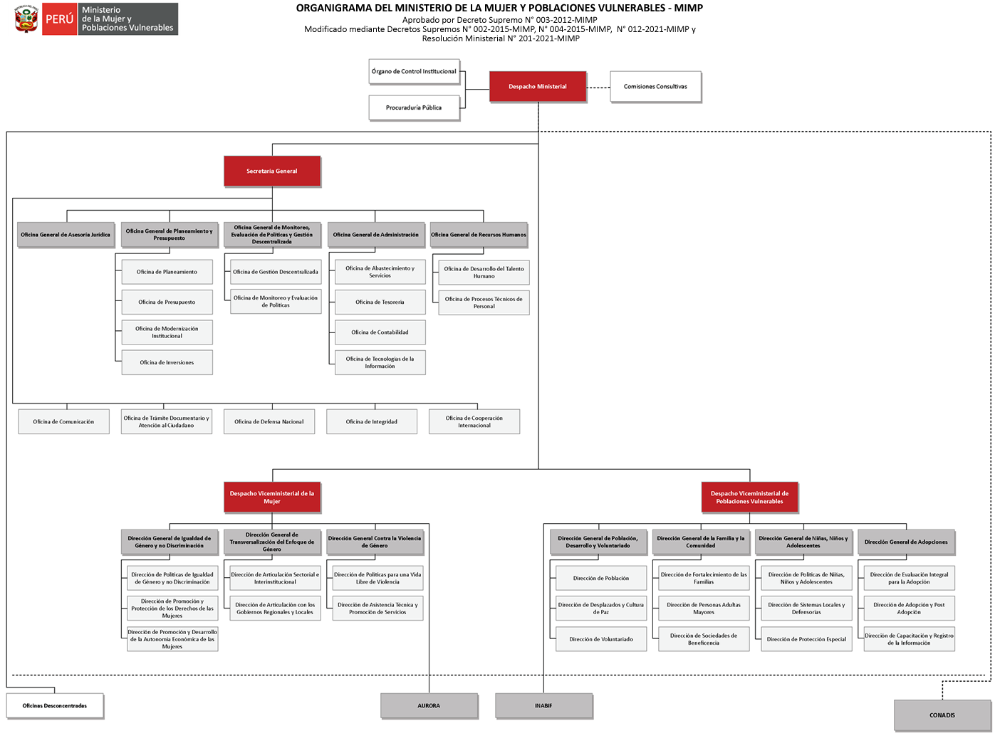 PERÚ
Ministerio
de la Mujer y
Poblaciones Vulnerables
ORGANIGRAMA DEL MINISTERIO DE LA MUJER Y POBLACIONES VULNERABLES - MIMP
Aprobado por Decreto Supremo N° 003-2012-MIMP
Modificado mediante Decretos Supremos N° 002-2015-MIMP, N° 004-2015-MIMP, N° 012-2021-MIMP y
Resolución Ministerial N° 201-2021-MIMP
Órgano de Control Institucional
Despacho Ministerial
Comisiones Consultivas
Procuraduría Pública
Secretaría General
Oficina General de Asesoría Jurídica
Oficina General de Planeamiento y
Presupuesto
Oficina General de Monitoreo,
Evaluación de Políticas y Gestión
Descentralizada
Oficina General de Administración
Oficina General de Recursos Humanos
Oficina de Planeamiento
Oficina de Presupuesto
Oficina de Modernización
Institucional
Oficina de Inversiones
Oficina de Gestión Descentralizada
Oficina de Monitoreo y Evaluación
de Políticas
Oficina de Abastecimiento y
Servicios
Oficina de Tesorería
Oficina de Contabilidad
Oficina de Tecnologías de la
Información
Oficina de Desarrollo del Talento
Humano
Oficina de Procesos Técnicos de
Personal
Oficina de Comunicación
Oficina de Trámite Documentario y
Atención al Ciudadano
Oficina de Defensa Nacional
Oficina de Integridad
Oficina de Cooperación
Internacional
Despacho Viceministerial de la
Mujer
Despacho Viceministerial de
Poblaciones Vulnerables
Dirección General de Igualdad de
Género y no Discriminación
Dirección General de
Transversalización del Enfoque de
Género
Dirección General Contra la Violencia
de Género
Dirección General de Población,
Desarrollo y Voluntariado
Dirección General de la Familia y la
Comunidad
Dirección General de Niñas, Niños y
Adolescentes
Dirección General de Adopciones
Dirección de Políticas de Igualdad
de Género y no Discriminación
Dirección de Promoción y
Protección de los Derechos de las
Mujeres
Dirección de Promoción y Desarrollo
de la Autonomía Económica de las
Mujeres
Dirección de Articulación Sectorial e
Interinstitucional
Dirección de Articulación con los
Gobiernos Regionales y Locales
Dirección de Políticas para una Vida
Libre de Violencia
Dirección de Asistencia Técnica y
Promoción de Servicios
Dirección de Población
Dirección de Desplazados y Cultura
de Paz
Dirección de Voluntariado
Dirección de Fortalecimiento de las
Familias
Dirección de Personas Adultas
Mayores
Dirección de Sociedades de
Beneficencia
Dirección de Políticas de Niñas,
Niños y Adolescentes
Dirección de Sistemas Locales y
Defensorías
Dirección de Protección Especial
Dirección de Evaluación Integral
para la Adopción
Dirección de Adopción y Post
Adopción
Dirección de Capacitación y Registro
de la Información
Oficinas Desconcentradas
AURORA
INABIF
CONADIS